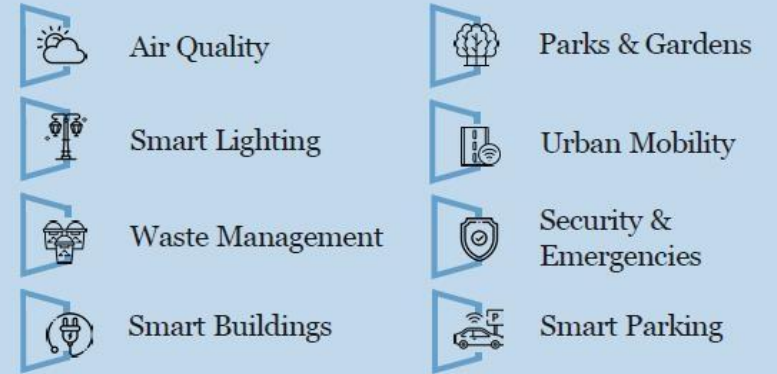 Air Quality
Smart Lighting
Waste Management
Smart Buildings
Parks & Gardens
Urban Mobility
Security &
Emergencies
P
Smart Parking